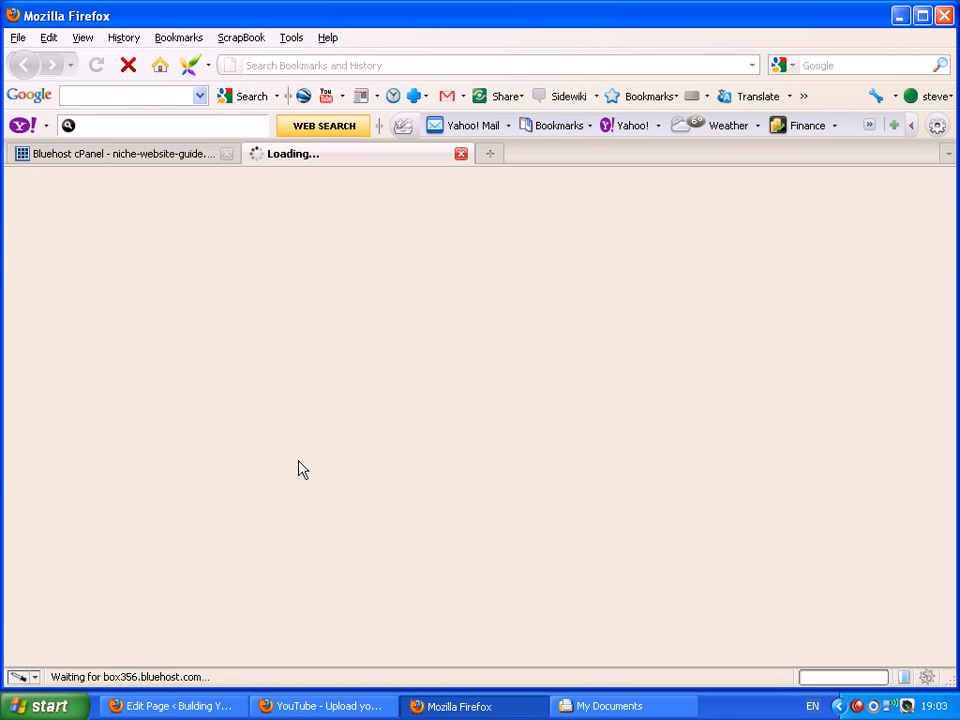 Mozilla Firefox
File Edit View History Bookmarks ScrapBook Tools Help
Search Bookmarks and History Google
Google Search Share Sidewiki Bookmarks Translate » steve
Y! WEB SEARCH Yahoo! Mail Bookmarks Y! Yahoo! 6° Weather Finance »
Bluehost cPanel - niche-website-guide.... Loading...
Waiting for box356.bluehost.com...
start Edit Page ‹ Building Y... YouTube - Upload yo... Mozilla Firefox My Documents EN 19:03